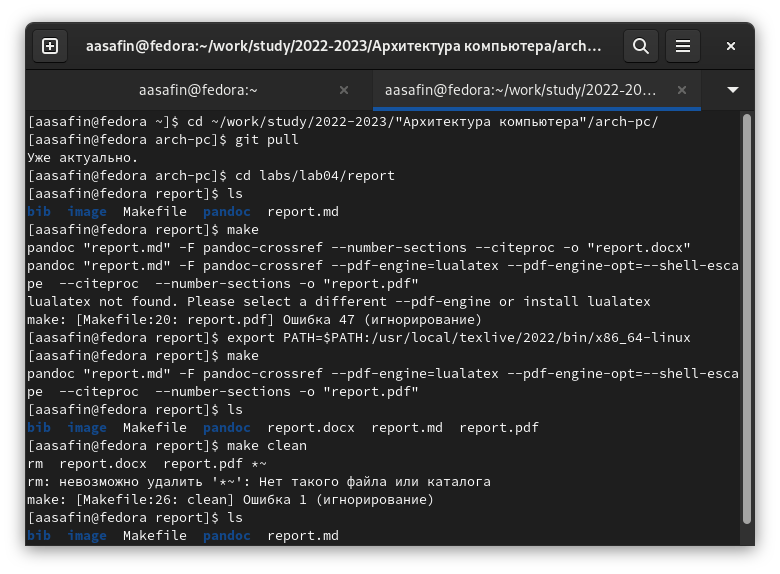 aasafin@fedora:~/work/study/2022-2023/Архитектура компьютера/arch...
aasafin@fedora:~
aasafin@fedora:~/work/study/2022-20...
[aasafin@fedora ~]$ cd ~/work/study/2022-2023/"Архитектура компьютера"/arch-pc/
[aasafin@fedora arch-pc]$ git pull
Уже актуально.
[aasafin@fedora arch-pc]$ cd labs/lab04/report
[aasafin@fedora report]$ ls
bib  image  Makefile  pandoc  report.md
[aasafin@fedora report]$ make
pandoc "report.md" -F pandoc-crossref --number-sections --citeproc -o "report.docx"
pandoc "report.md" -F pandoc-crossref --pdf-engine=lualatex --pdf-engine-opt=--shell-esca
pe  --citeproc  --number-sections -o "report.pdf"
lualatex not found. Please select a different --pdf-engine or install lualatex
make: [Makefile:20: report.pdf] Ошибка 47 (игнорирование)
[aasafin@fedora report]$ export PATH=$PATH:/usr/local/texlive/2022/bin/x86_64-linux
[aasafin@fedora report]$ make
pandoc "report.md" -F pandoc-crossref --pdf-engine=lualatex --pdf-engine-opt=--shell-esca
pe  --citeproc  --number-sections -o "report.pdf"
[aasafin@fedora report]$ ls
bib  image  Makefile  pandoc  report.docx  report.md  report.pdf
[aasafin@fedora report]$ make clean
rm  report.docx  report.pdf *~
rm: невозможно удалить '*~': Нет такого файла или каталога
make: [Makefile:26: clean] Ошибка 1 (игнорирование)
[aasafin@fedora report]$ ls
bib  image  Makefile  pandoc  report.md